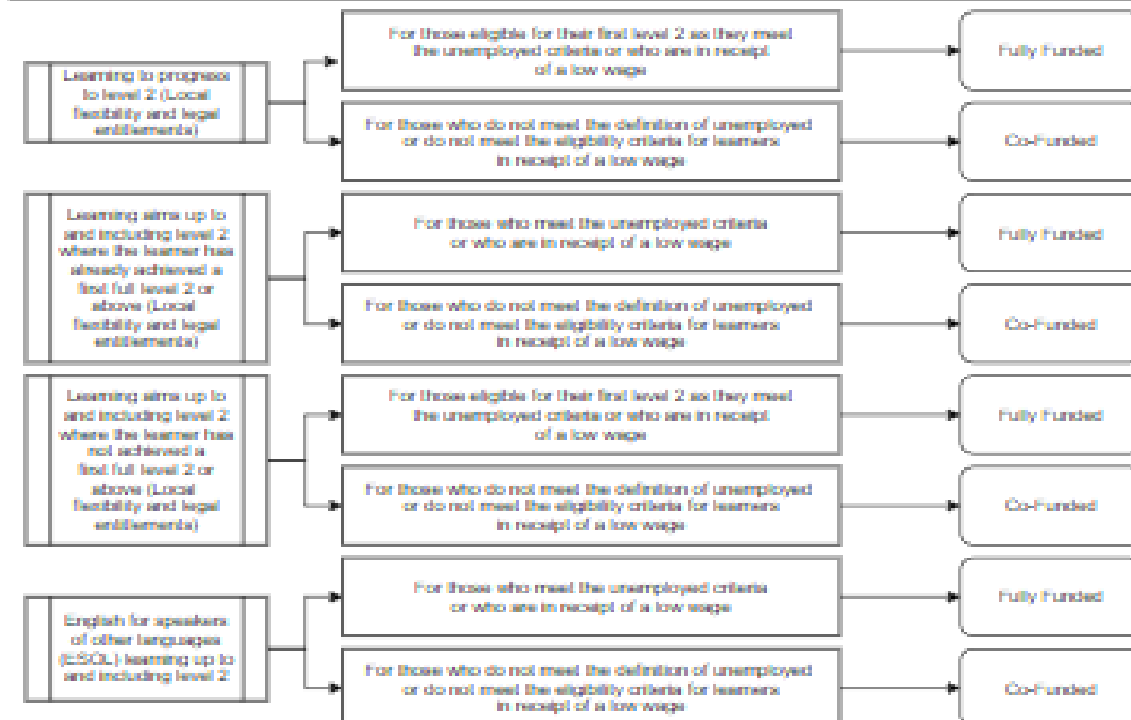 Learning to progress
to level 2 (Local
flexibility and legal
entitlements)
For those eligible for their first level 2 as they meet
the unemployed criteria or who are in receipt
of a low wage
Fully Funded
For those who do not meet the definition of unemployed
or do not meet the eligibility criteria for learners
in receipt of a low wage
Co-Funded
Learning aims up to
and including level 2
where the learner has
already achieved a
first full level 2 or
above (Local
flexibility and legal
entitlements)
For those who meet the unemployed criteria
or who are in receipt of a low wage
Fully Funded
For those who do not meet the definition of unemployed
or do not meet the eligibility criteria for learners
in receipt of a low wage
Co-Funded
Learning aims up to
and including level 2
where the learner has
not achieved a
first full level 2 or
above (Local
flexibility and legal
entitlements)
For those eligible for their first level 2 as they meet
the unemployed criteria or who are in receipt
of a low wage
Fully Funded
For those who do not meet the definition of unemployed
or do not meet the eligibility criteria for learners
in receipt of a low wage
Co-Funded
English for speakers
of other languages
(ESOL) learning up to
and including level 2
For those who meet the unemployed criteria
or who are in receipt of a low wage
Fully Funded
For those who do not meet the definition of unemployed
or do not meet the eligibility criteria for learners
in receipt of a low wage
Co-Funded